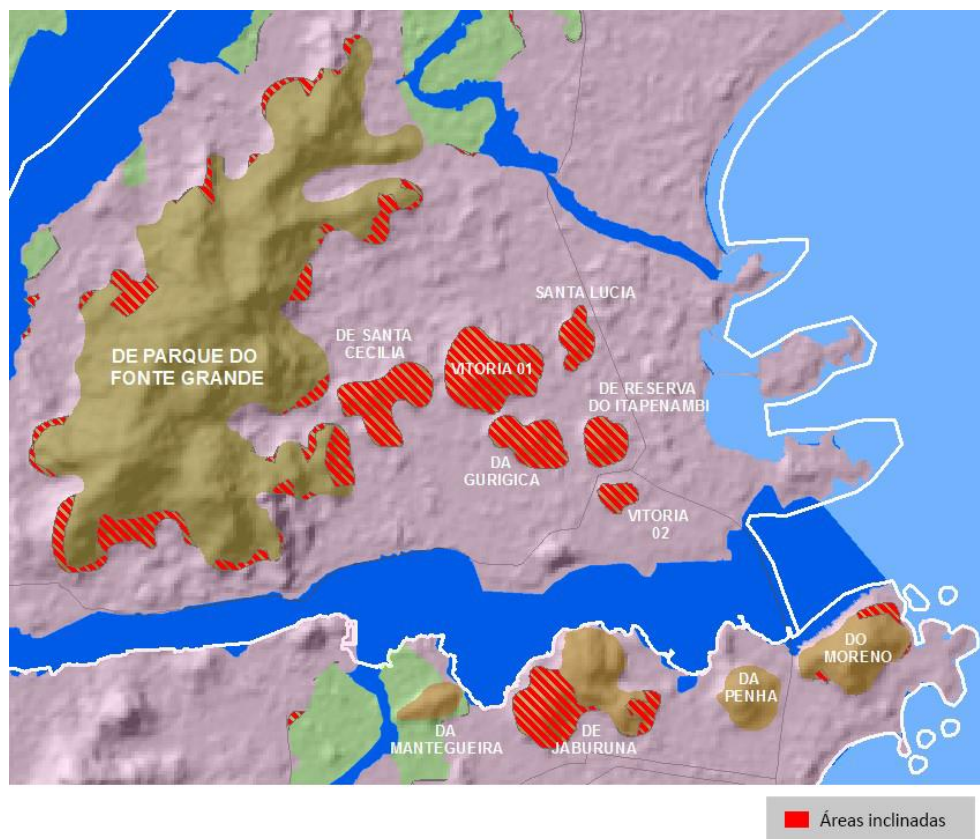 SANTA LUCIA
DE SANTA
CECILIA
DE PARQUE DO
FONTE GRANDE
VITORIA 01
DE RESERVA
DO ITAPENAMBI
DA
GURIGICA
VITORIA
02
DO
MORENO
DA
PENHA
DA
MANTEGUEIRA
DE
JABURUNA
Áreas inclinadas